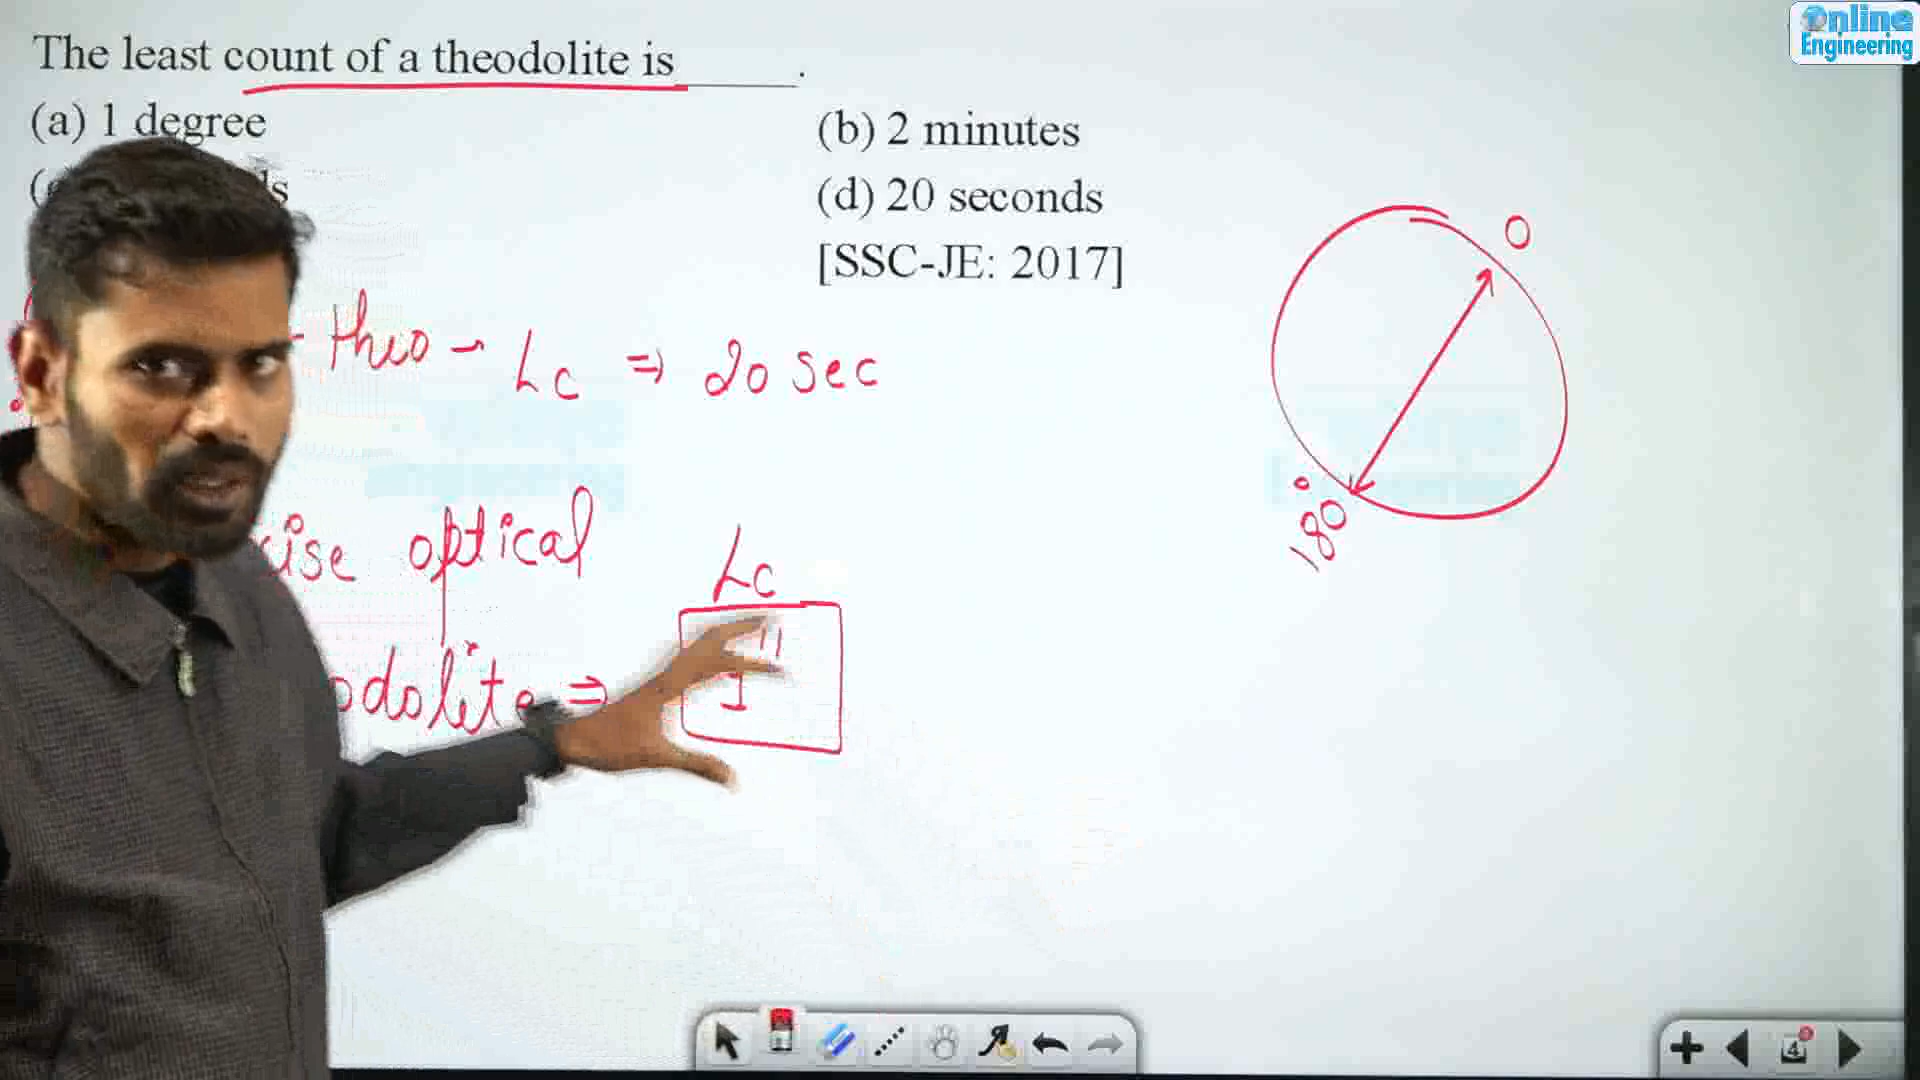 Online
Engineering
The least count of a theodolite is ______.
(a) 1 degree
(b) 2 minutes
(d) 20 seconds
[SSC-JE: 2017]
theo - Lc ⇒ 20 sec
0
180°
optical
Lc
⇒ 1"
4